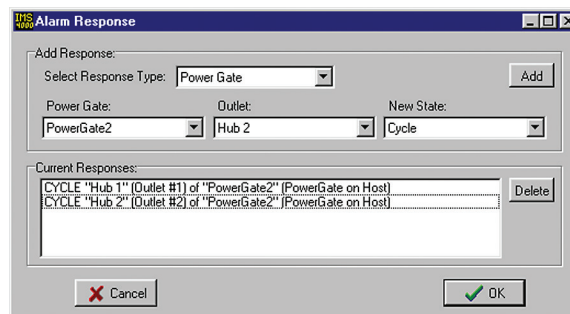 IMS 4000 Alarm Response
Add Response:
Select Response Type: Power Gate Add
Power Gate: Outlet: New State:
PowerGate2 Hub 2 Cycle
Current Responses:
CYCLE "Hub 1" (Outlet #1) of "PowerGate2" (PowerGate on Host)
Delete
CYCLE "Hub 2" (Outlet #2) of "PowerGate2" (PowerGate on Host)
Cancel OK